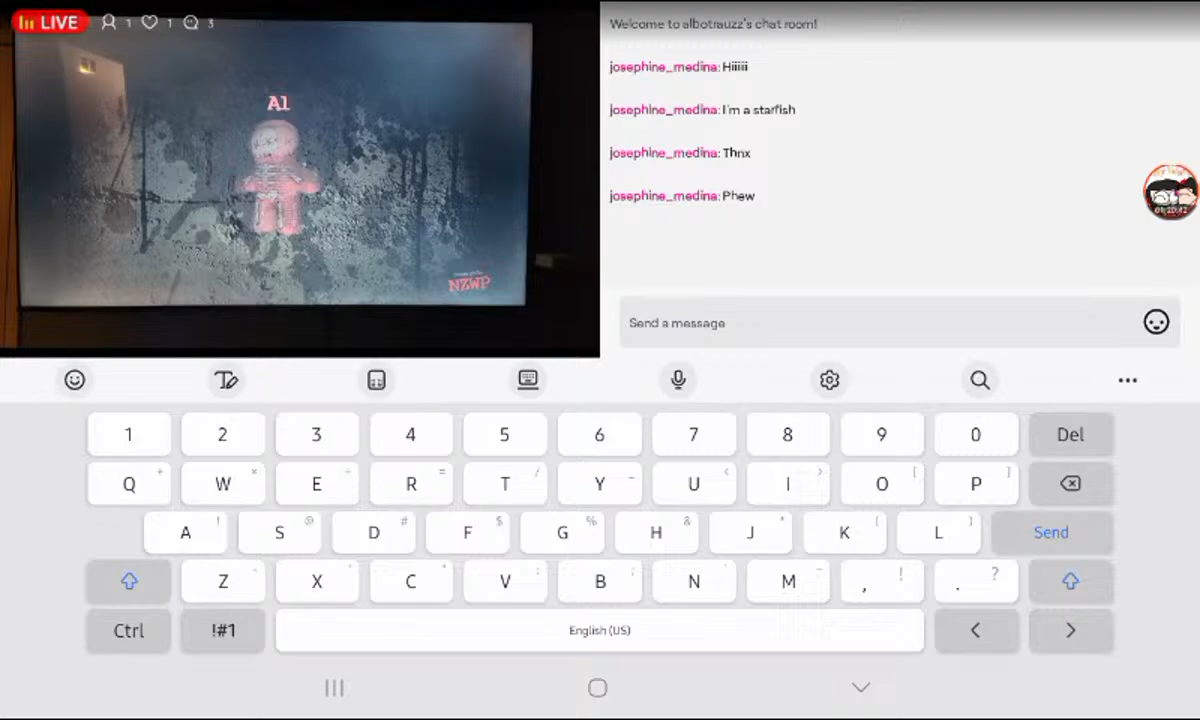 LIVE 1 1 3
Al
NZWP
Welcome to albotrauzz's chat room!
josephine_medina: Hiiiii
josephine_medina: I'm a starfish
josephine_medina: Thnx
josephine_medina: Phew
Send a message
1 2 3 4 5 6 7 8 9 0 Del
Q W E R T Y U I O P
A S D F G H J K L Send
Z X C V B N M , ! . ?
Ctrl !#1 English (US) < >